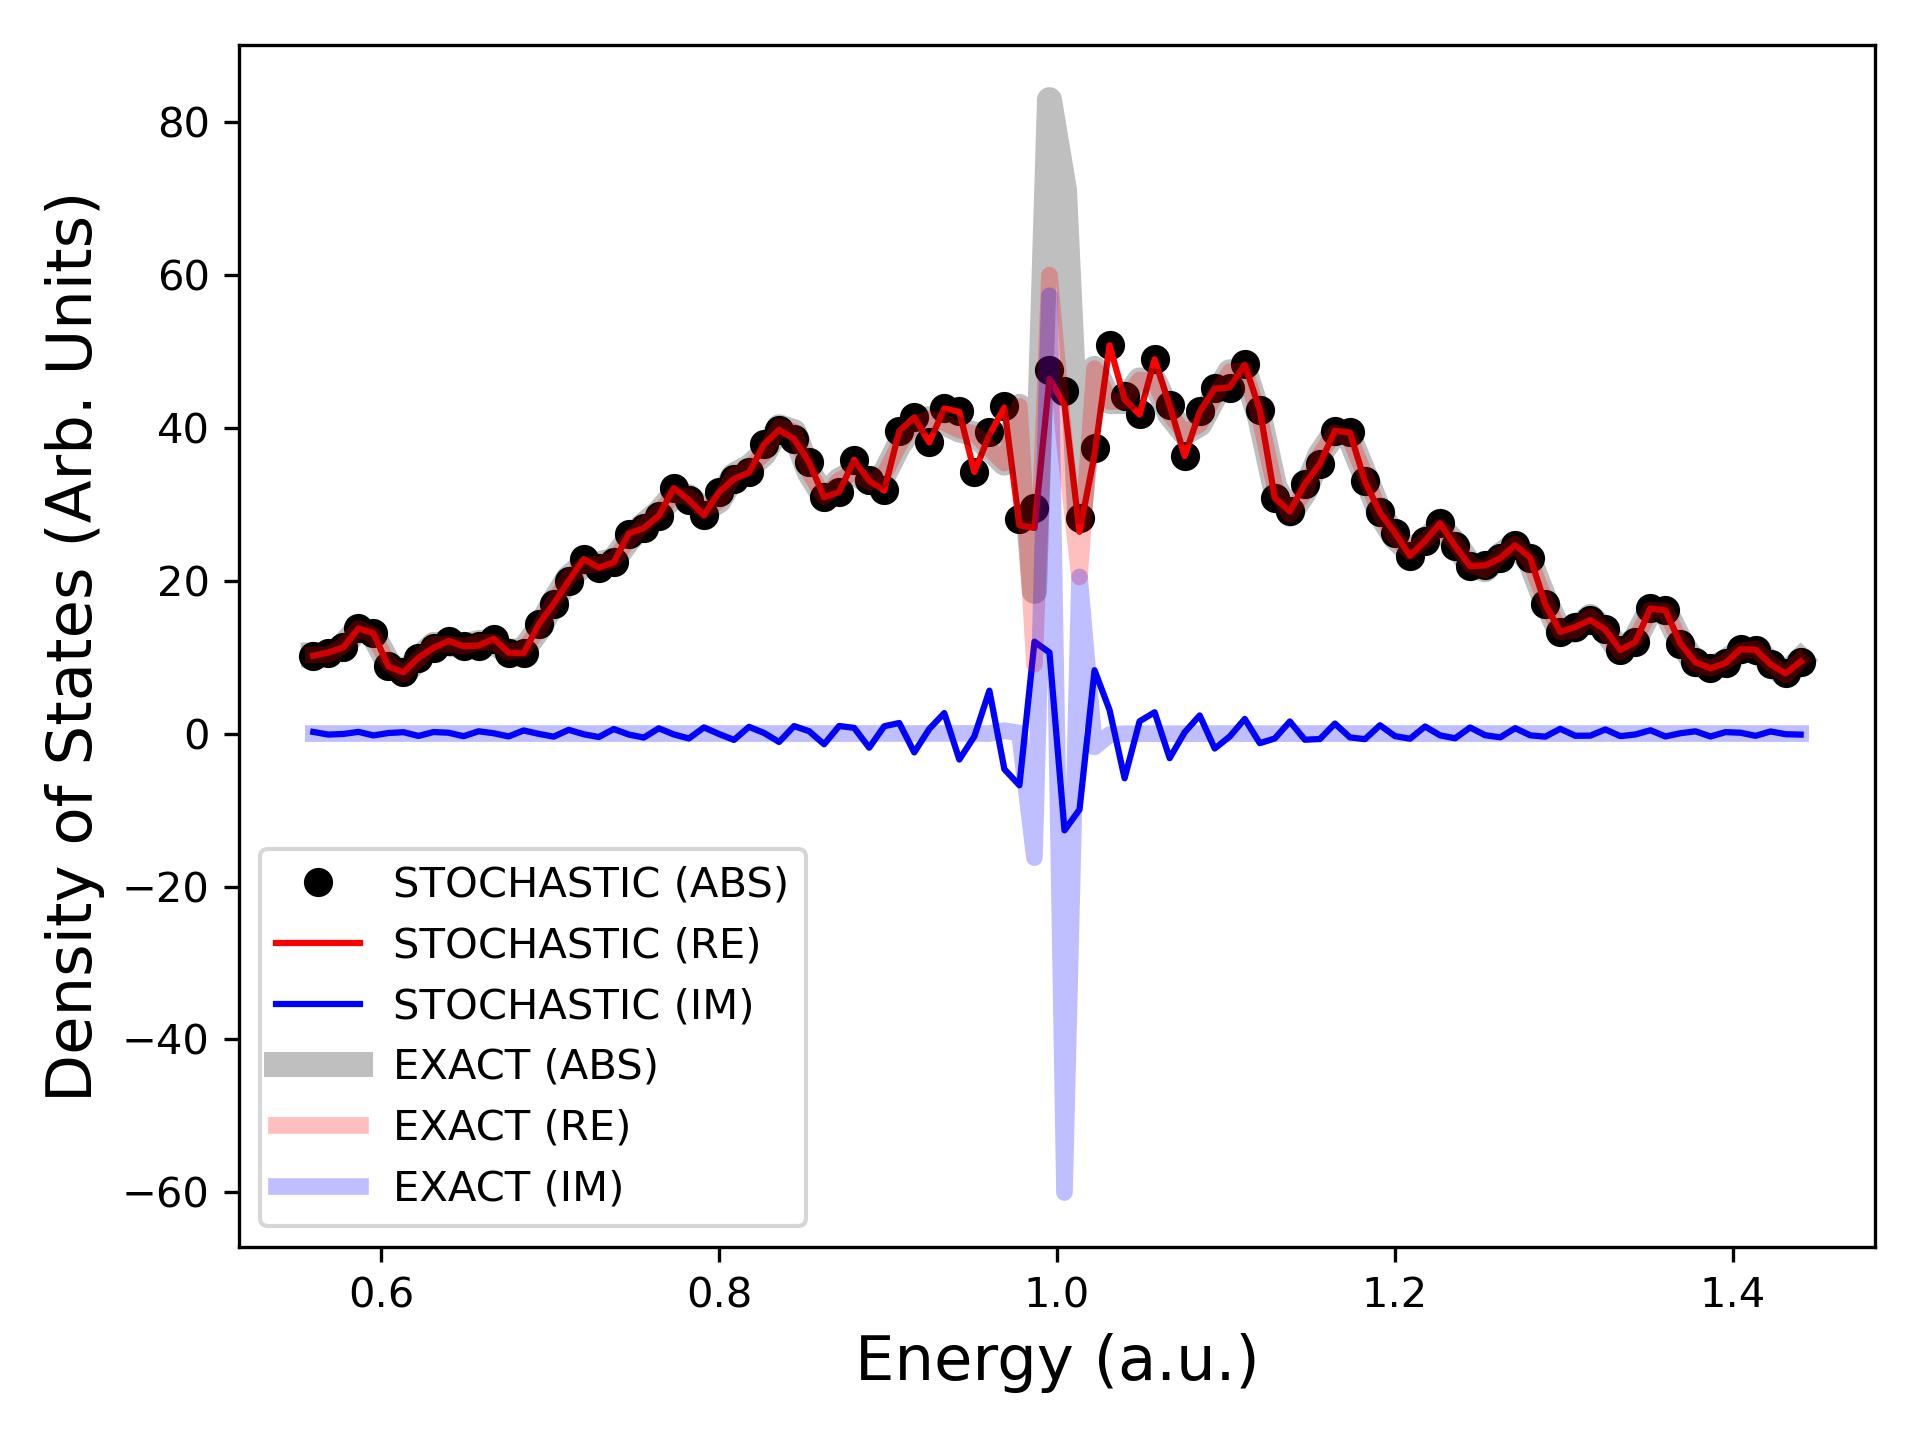 Density of States (Arb. Units)
80
60
40
20
0
−20
−40
−60
STOCHASTIC (ABS)
STOCHASTIC (RE)
STOCHASTIC (IM)
EXACT (ABS)
EXACT (RE)
EXACT (IM)
0.6 0.8 1.0 1.2 1.4
Energy (a.u.)